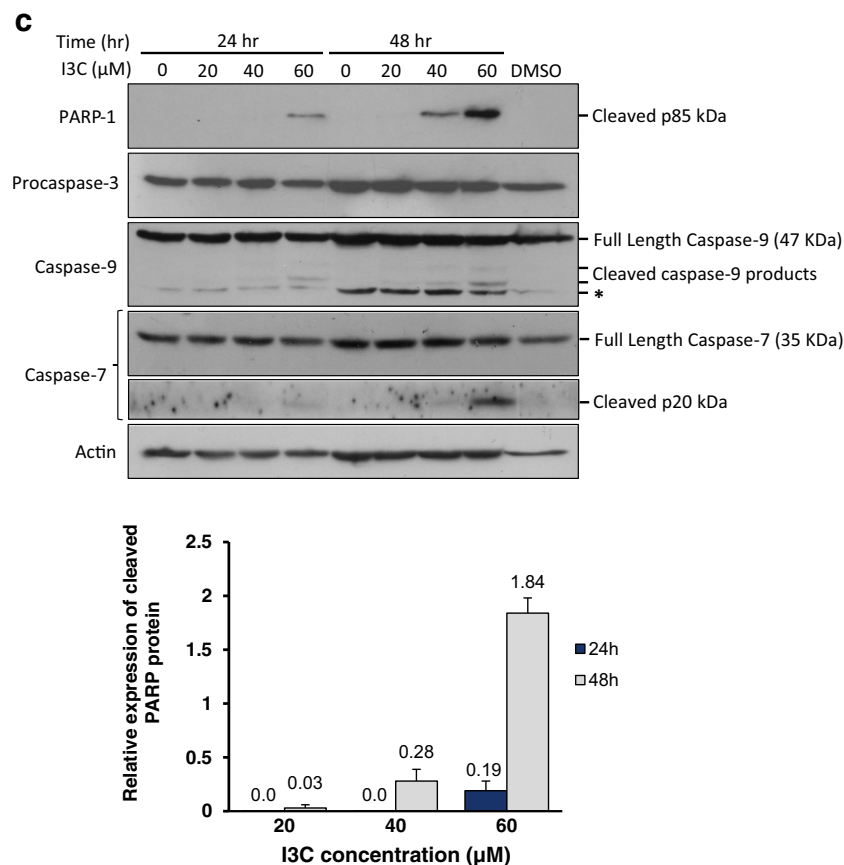 c
Time (hr) 24 hr 48 hr
I3C (µM) 0 20 40 60 0 20 40 60 DMSO
PARP-1 Cleaved p85 kDa
Procaspase-3
Caspase-9 Full Length Caspase-9 (47 KDa)
Cleaved caspase-9 products
*
Caspase-7 Full Length Caspase-7 (35 KDa)
Cleaved p20 kDa
Actin
Relative expression of cleaved
PARP protein
2.5
2
1.5
1
0.5
0
0.0 0.03 0.0 0.28 0.19 1.84
24h
48h
20 40 60
I3C concentration (µM)